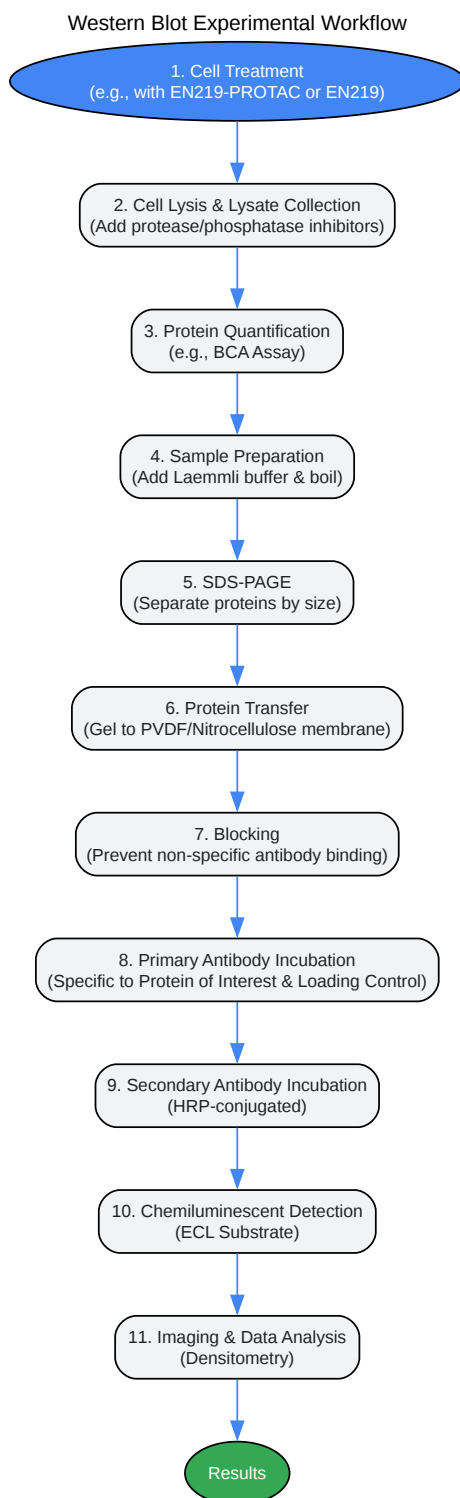 Western Blot Experimental Workflow
1. Cell Treatment
(e.g., with EN219-PROTAC or EN219)
2. Cell Lysis & Lysate Collection
(Add protease/phosphatase inhibitors)
3. Protein Quantification
(e.g., BCA Assay)
4. Sample Preparation
(Add Laemmli buffer & boil)
5. SDS-PAGE
(Separate proteins by size)
6. Protein Transfer
(Gel to PVDF/Nitrocellulose membrane)
7. Blocking
(Prevent non-specific antibody binding)
8. Primary Antibody Incubation
(Specific to Protein of Interest & Loading Control)
9. Secondary Antibody Incubation
(HRP-conjugated)
10. Chemiluminescent Detection
(ECL Substrate)
11. Imaging & Data Analysis
(Densitometry)
Results